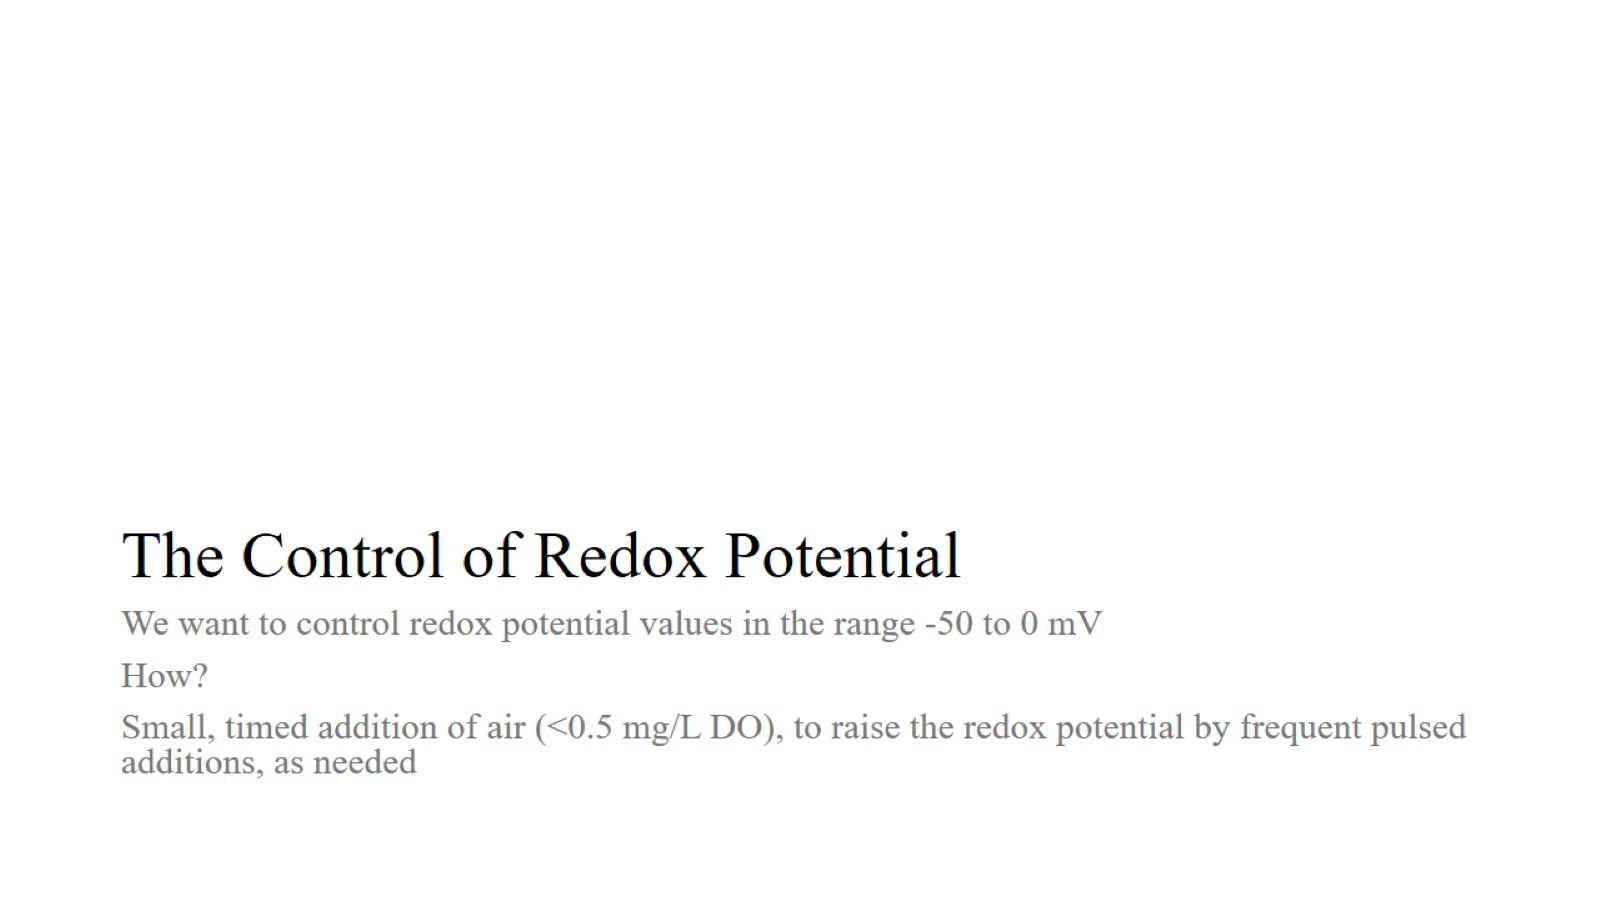 The Control of Redox Potential
We want to control redox potential values in the range -50 to 0 mV
How?
Small, timed addition of air (<0.5 mg/L DO), to raise the redox potential by frequent pulsed
additions, as needed